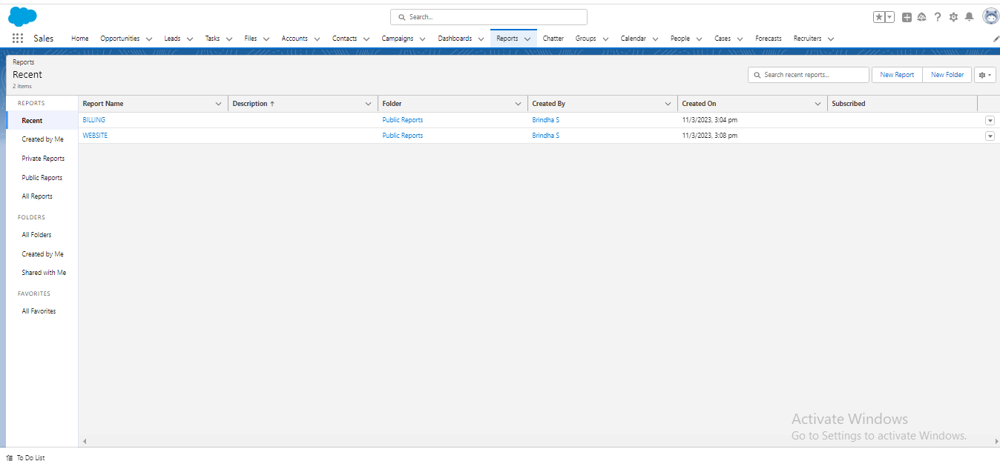 Search...
Sales Home Opportunities Leads Tasks Files Accounts Contacts Campaigns Dashboards Reports Chatter Groups Calendar People Cases Forecasts Recruiters
Reports
Recent
2 items
Search recent reports... New Report New Folder
REPORTS
Recent
Created by Me
Private Reports
Public Reports
All Reports
FOLDERS
All Folders
Created by Me
Shared with Me
FAVORITES
All Favorites
Report Name Description ↑ Folder Created By Created On Subscribed
BILLING Public Reports Brindha S 11/3/2023, 3:04 pm
WEBSITE Public Reports Brindha S 11/3/2023, 3:08 pm
Activate Windows
Go to Settings to activate Windows.
To Do List